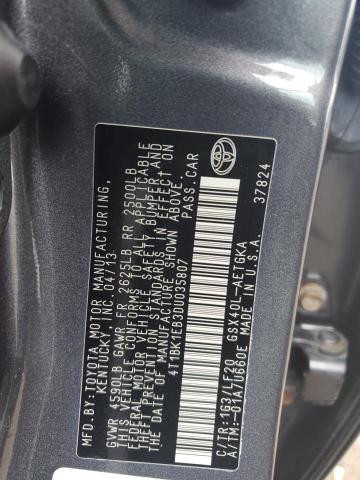 MFD BY: TOYOTA MOTOR MANUFACTURING,
KENTUCKY, INC. 04/13
GVWR 4590LB GAWR FR 2625LB RR 2500LB
THIS VEHICLE CONFORMS TO ALL APPLICABLE
FEDERAL MOTOR VEHICLE SAFETY, BUMPER AND
THEFT PREVENTION STANDARDS IN EFFECT ON
THE DATE OF MANUFACTURE SHOWN ABOVE.
4T1BK1EB3DU035807 PASS. CAR
C/TR: 1G3/LF20 GSX40L-AETGKA
A/TM: -01A/U660E MADE IN U.S.A.
TOYOTA
37824